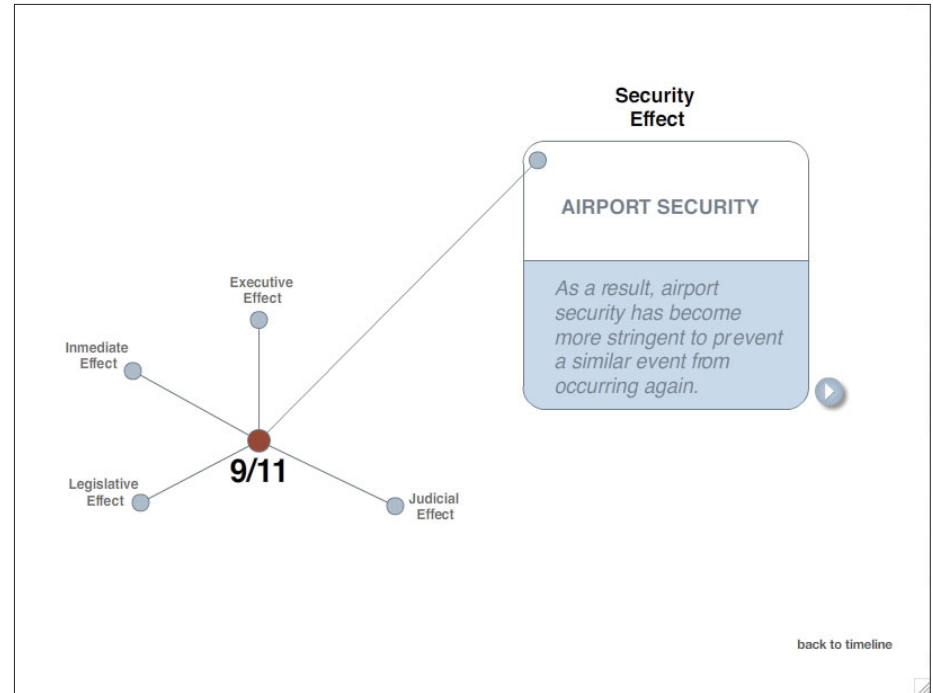 Security
Effect
AIRPORT SECURITY
As a result, airport
security has become
more stringent to prevent
a similar event from
occurring again.
Executive
Effect
Inmediate
Effect
9/11
Legislative
Effect
Judicial
Effect
back to timeline